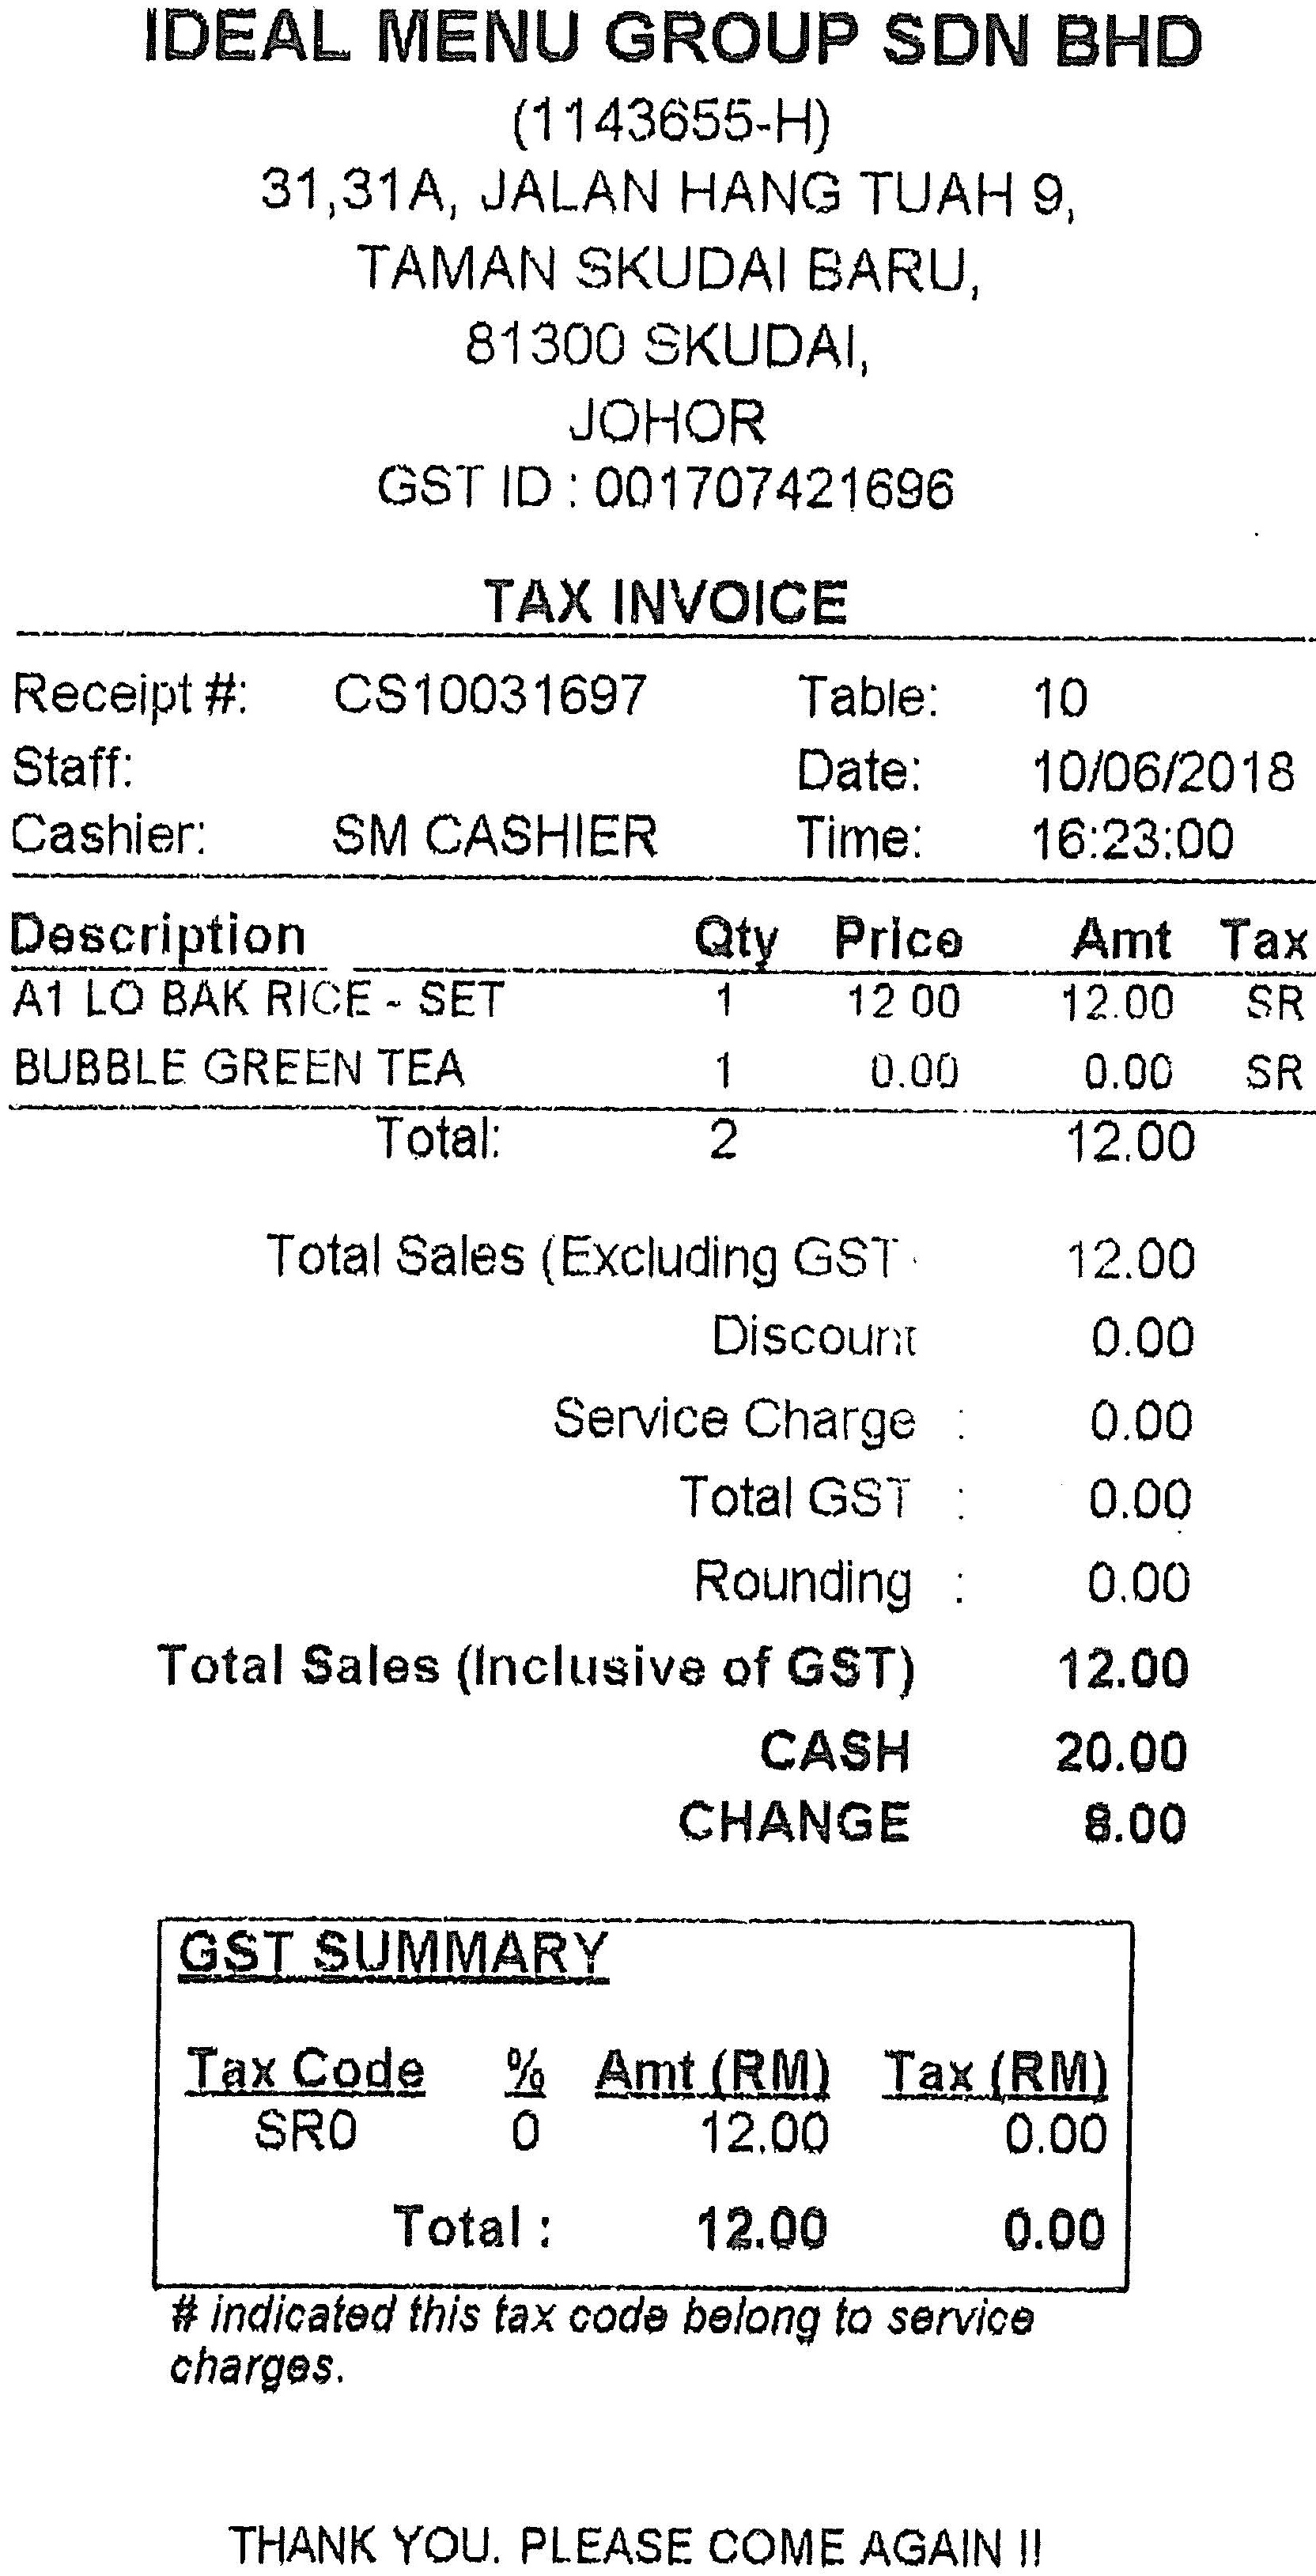 IDEAL MENU GROUP SDN BHD
(1143655-H)
31,31A, JALAN HANG TUAH 9,
TAMAN SKUDAI BARU,
81300 SKUDAI,
JOHOR
GST ID : 001707421696
TAX INVOICE
Receipt #: CS10031697 Table: 10
Staff: Date: 10/06/2018
Cashier: SM CASHIER Time: 16:23:00
Description Qty Price Amt Tax
A1 LO BAK RICE - SET 1 12.00 12.00 SR
BUBBLE GREEN TEA 1 0.00 0.00 SR
Total: 2 12.00
Total Sales (Excluding GST 12.00
Discount 0.00
Service Charge : 0.00
Total GST : 0.00
Rounding : 0.00
Total Sales (Inclusive of GST) 12.00
CASH 20.00
CHANGE 8.00
GST SUMMARY
Tax Code % Amt (RM) Tax (RM)
SR0 0 12.00 0.00
Total : 12.00 0.00
# indicated this tax code belong to service
charges.
THANK YOU. PLEASE COME AGAIN !!